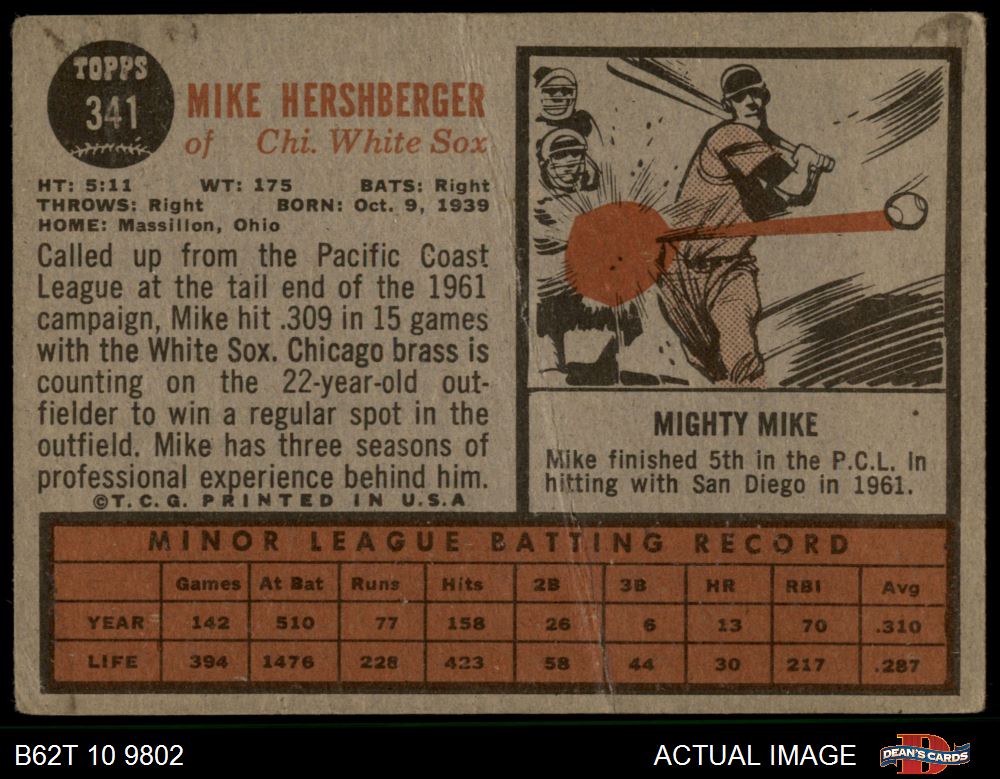 TOPPS
341
MIKE HERSHBERGER
of Chi. White Sox
HT: 5:11 WT: 175 BATS: Right
THROWS: Right BORN: Oct. 9, 1939
HOME: Massillon, Ohio
Called up from the Pacific Coast
League at the tail end of the 1961
campaign, Mike hit .309 in 15 games
with the White Sox. Chicago brass is
counting on the 22-year-old out-
fielder to win a regular spot in the
outfield. Mike has three seasons of
professional experience behind him.
©T.C.G. PRINTED IN U.S.A
MIGHTY MIKE
Mike finished 5th in the P.C.L. in
hitting with San Diego in 1961.
MINOR LEAGUE BATTING RECORD
Games At Bat Runs Hits 2B 3B HR RBI Avg
YEAR 142 510 77 158 26 6 13 70 .310
LIFE 394 1476 228 423 58 44 30 217 .287
B62T 10 9802 ACTUAL IMAGE DEAN'S CARDS